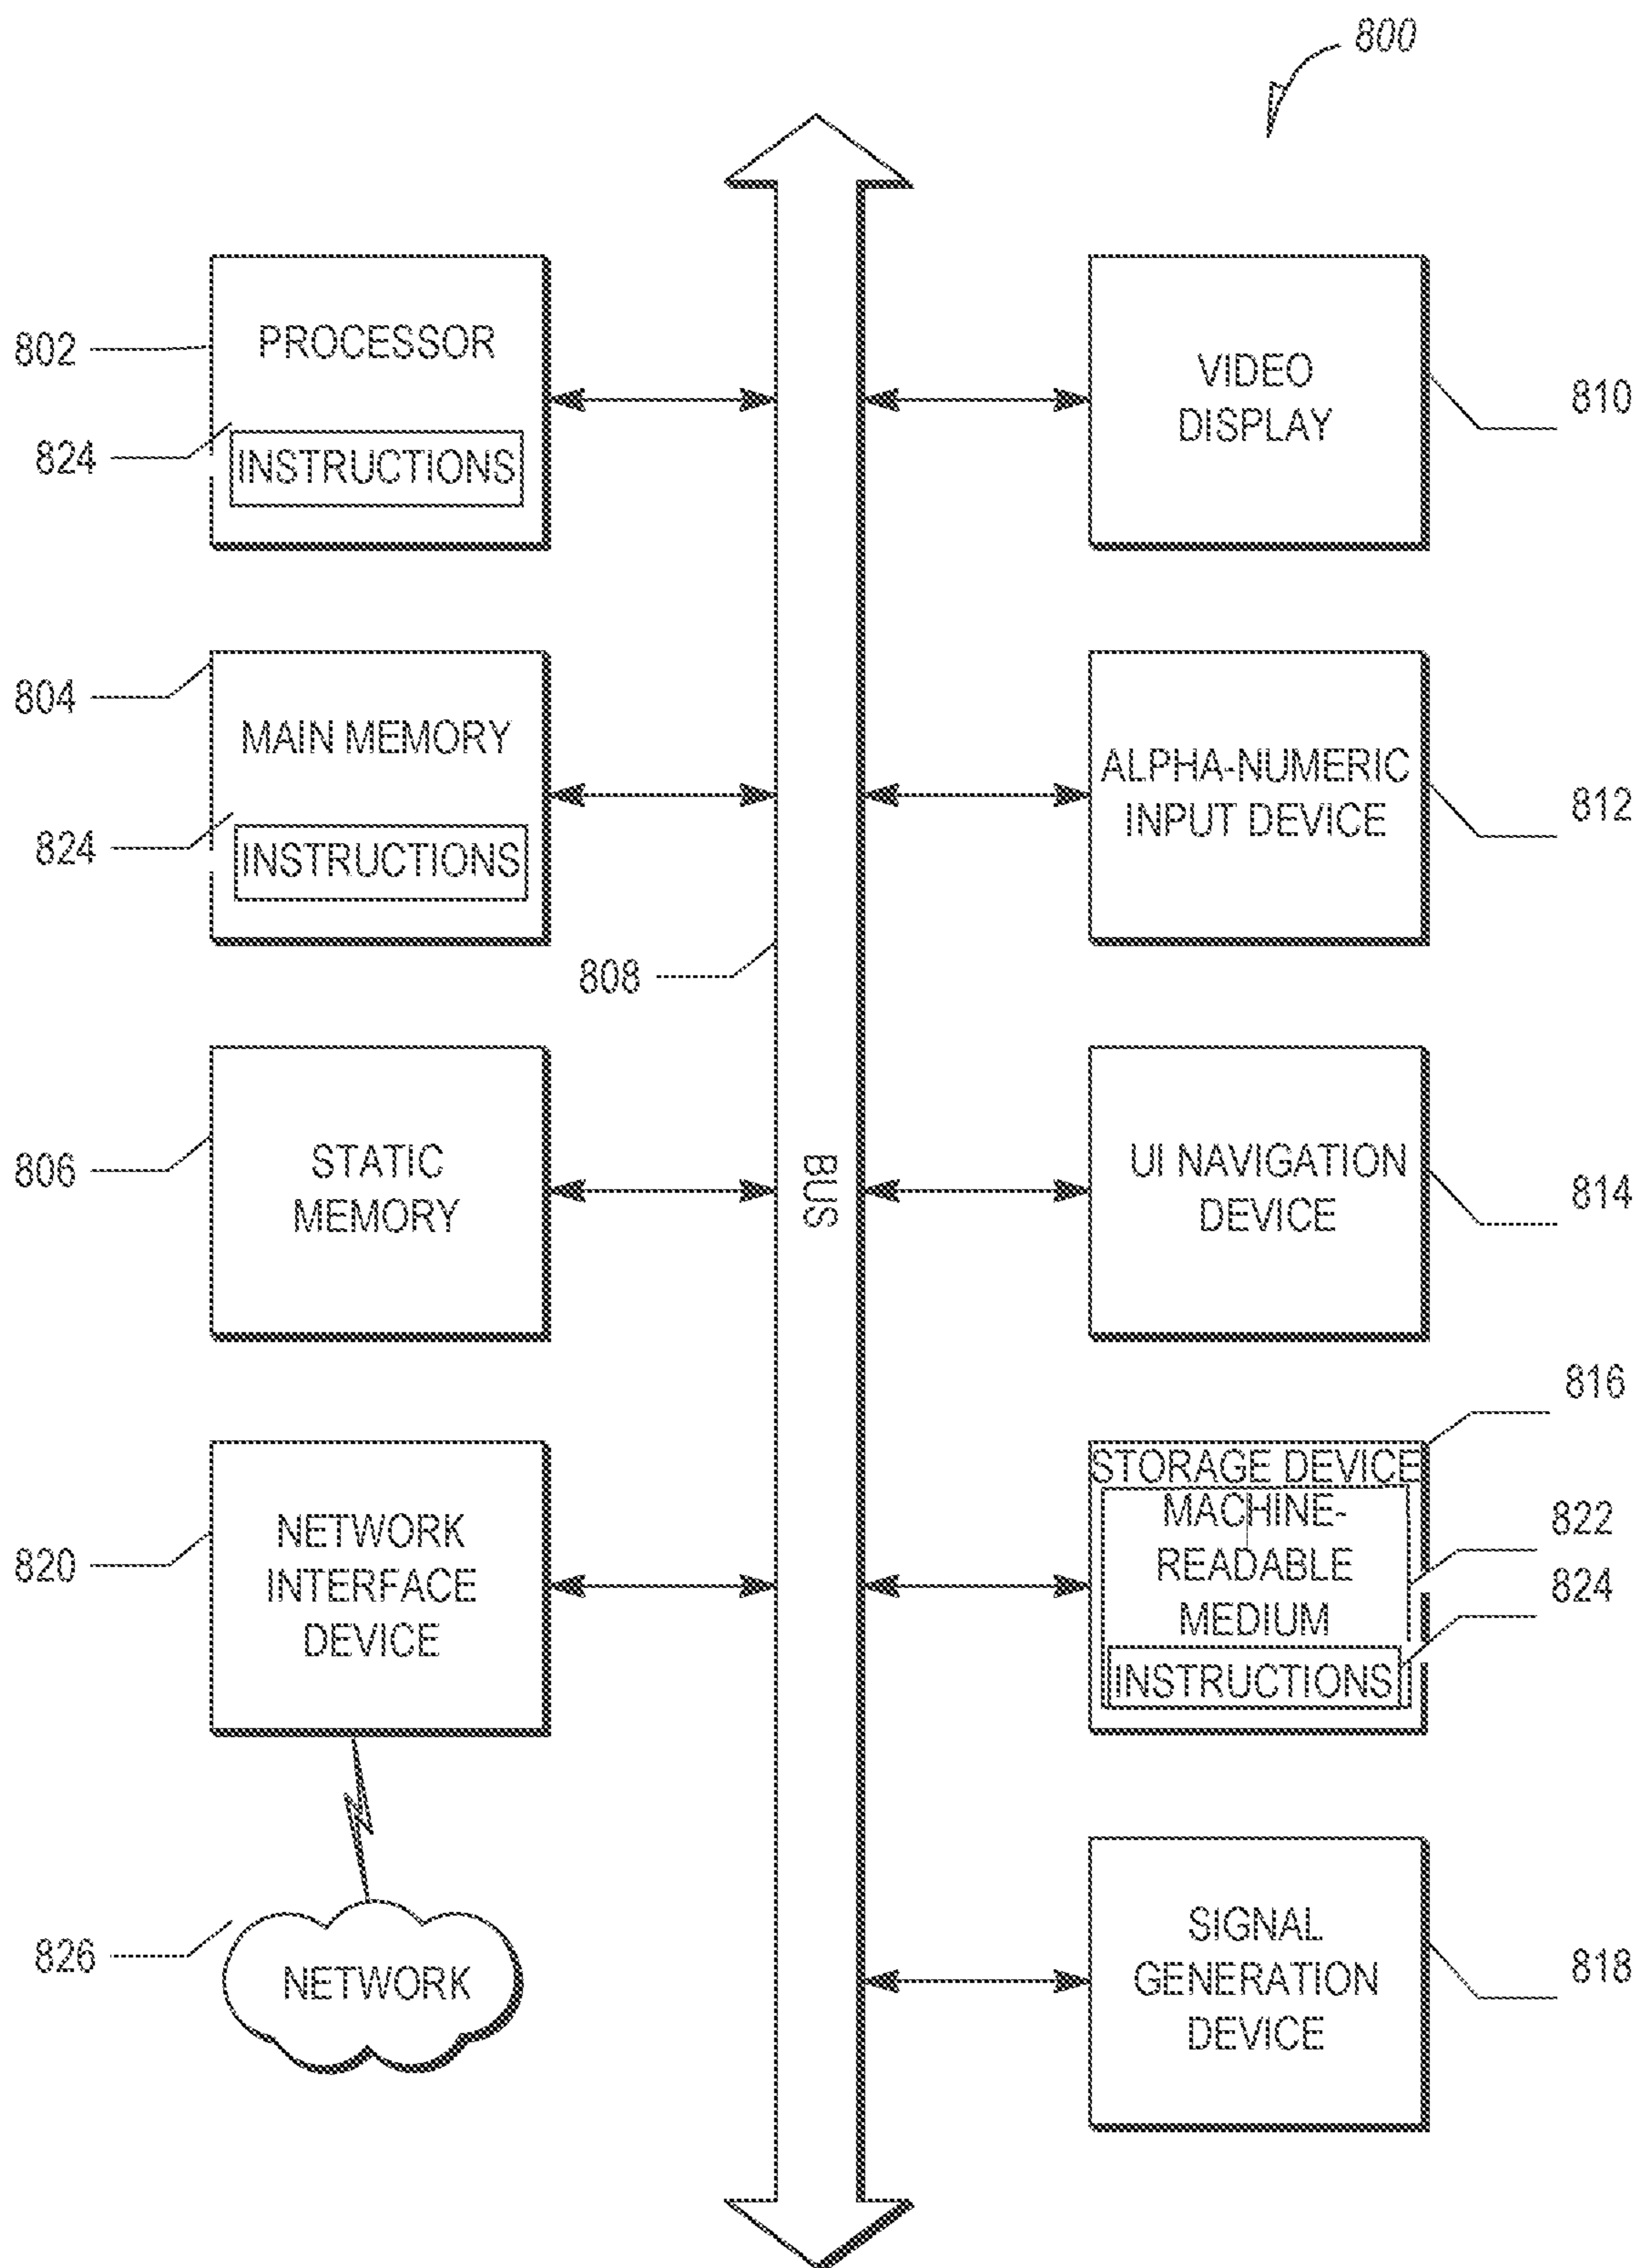 800
802
PROCESSOR
824
INSTRUCTIONS
VIDEO
DISPLAY
810
804
MAIN MEMORY
824
INSTRUCTIONS
ALPHA-NUMERIC
INPUT DEVICE
812
808
806
STATIC
MEMORY
BUS
UI NAVIGATION
DEVICE
814
820
NETWORK
INTERFACE
DEVICE
816
STORAGE DEVICE
MACHINE-
READABLE
MEDIUM
822
824
INSTRUCTIONS
826
NETWORK
SIGNAL
GENERATION
DEVICE
818